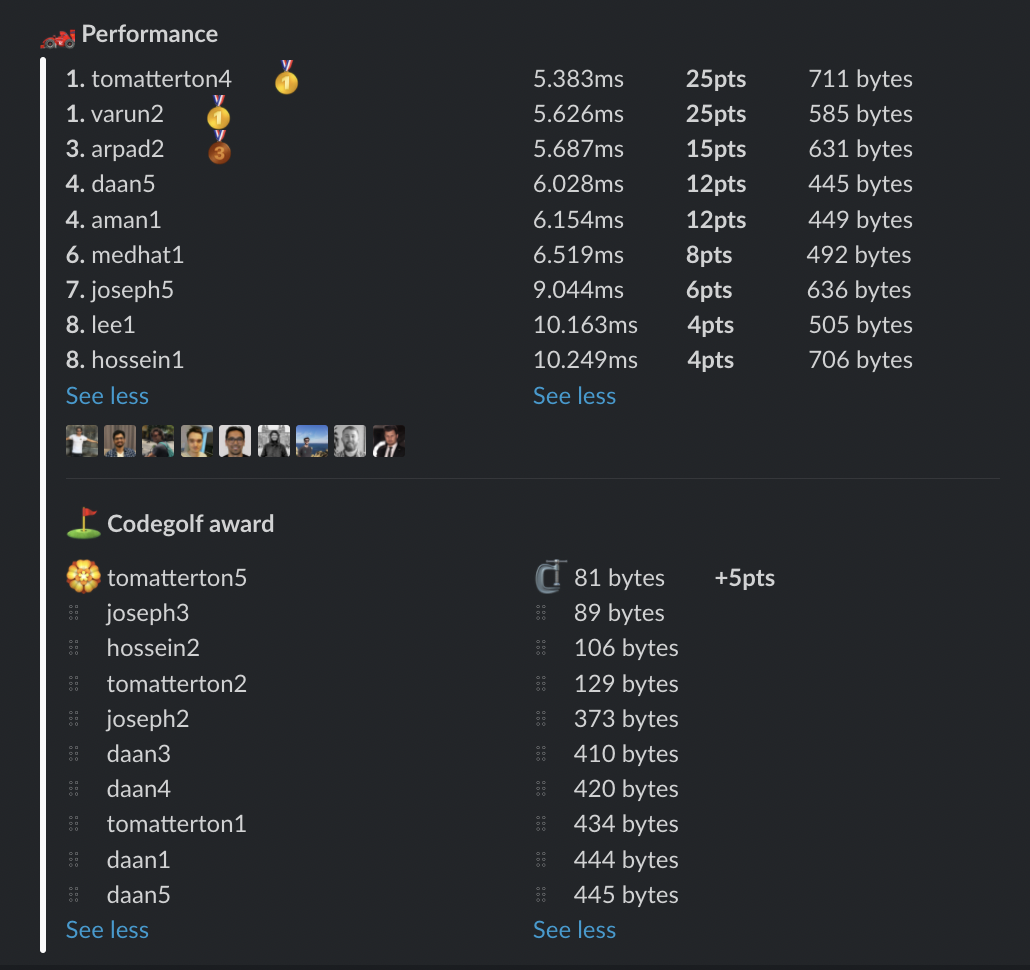 Performance
1. tomatterton4 5.383ms 25pts 711 bytes
1. varun2 5.626ms 25pts 585 bytes
3. arpad2 5.687ms 15pts 631 bytes
4. daan5 6.028ms 12pts 445 bytes
4. aman1 6.154ms 12pts 449 bytes
6. medhat1 6.519ms 8pts 492 bytes
7. joseph5 9.044ms 6pts 636 bytes
8. lee1 10.163ms 4pts 505 bytes
8. hossein1 10.249ms 4pts 706 bytes
See less See less
Codegolf award
tomatterton5 81 bytes +5pts
joseph3 89 bytes
hossein2 106 bytes
tomatterton2 129 bytes
joseph2 373 bytes
daan3 410 bytes
daan4 420 bytes
tomatterton1 434 bytes
daan1 444 bytes
daan5 445 bytes
See less See less